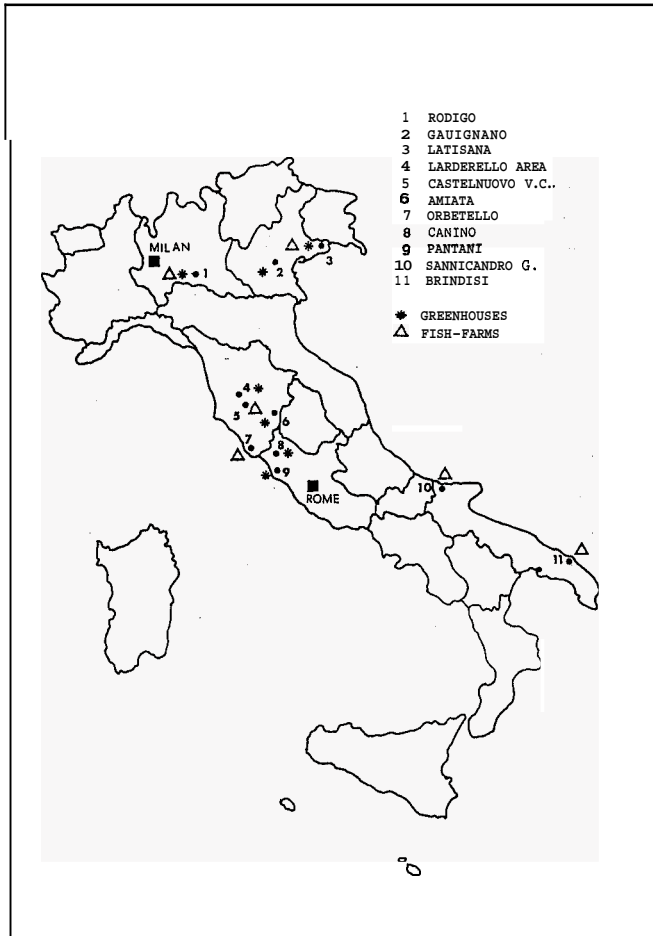 1 RODIGO
2 GAUIGNANO
3 LATISANA
4 LARDERELLO AREA
5 CASTELNUOVO V.C..
6 AMIATA
7 ORBETELLO
8 CANINO
9 PANTANI
10 SANNICANDRO G.
11 BRINDISI
GREENHOUSES
FISH-FARMS
MILAN
1
2
3
4
5
6
7
8
9
ROME
10
11